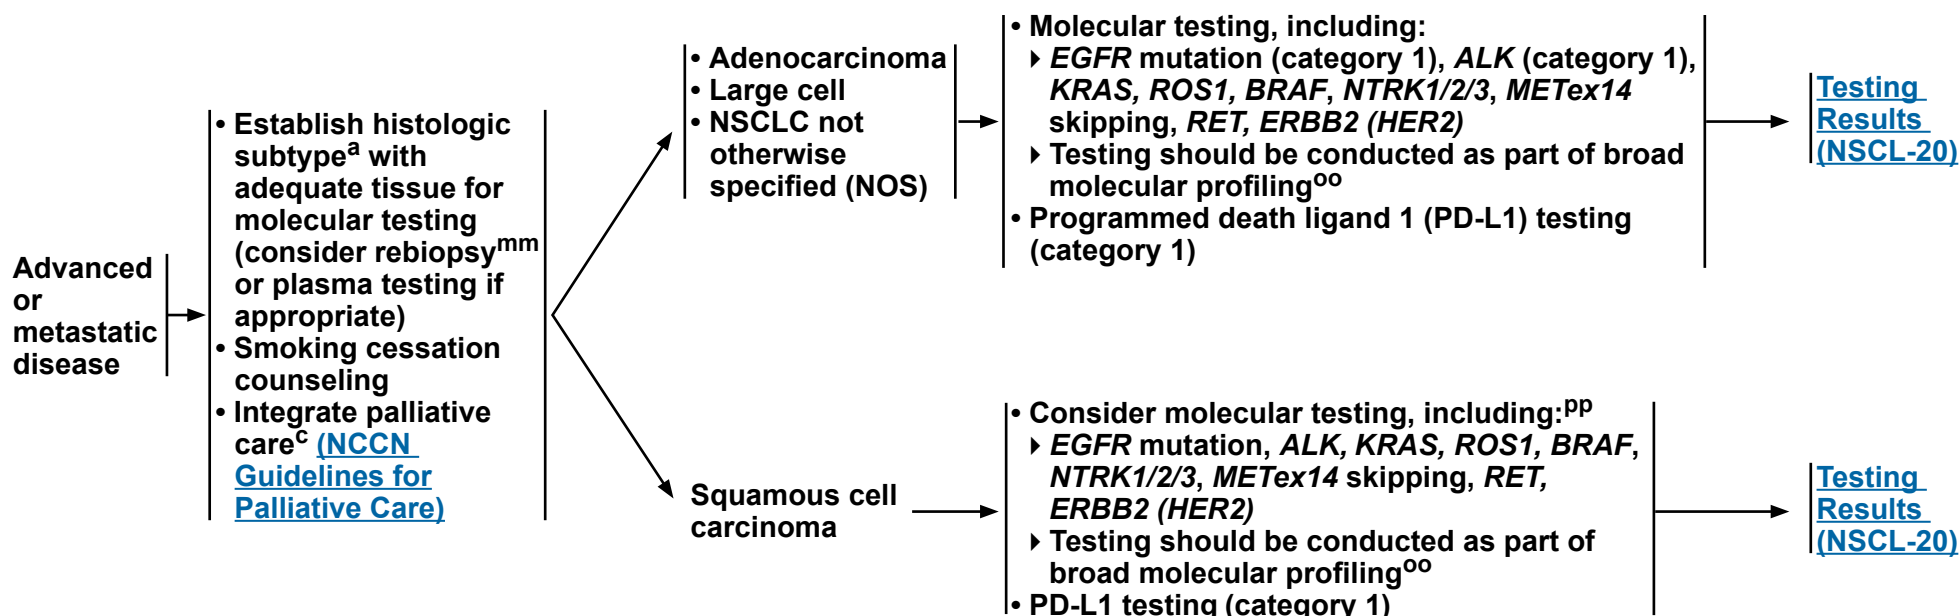 Advanced
or
metastatic
disease
• Establish histologic
subtypeᵃ with
adequate tissue for
molecular testing
(consider rebiopsyᵐᵐ
or plasma testing if
appropriate)
• Smoking cessation
counseling
• Integrate palliative
careᶜ (NCCN
Guidelines for
Palliative Care)
• Adenocarcinoma
• Large cell
• NSCLC not
otherwise
specified (NOS)
• Molecular testing, including:
▸ EGFR mutation (category 1), ALK (category 1),
KRAS, ROS1, BRAF, NTRK1/2/3, METex14
skipping, RET, ERBB2 (HER2)
▸ Testing should be conducted as part of broad
molecular profilingᵒᵒ
• Programmed death ligand 1 (PD-L1) testing
(category 1)
Testing
Results
(NSCL-20)
Squamous cell
carcinoma
• Consider molecular testing, including:ᵖᵖ
▸ EGFR mutation, ALK, KRAS, ROS1, BRAF,
NTRK1/2/3, METex14 skipping, RET,
ERBB2 (HER2)
▸ Testing should be conducted as part of
broad molecular profilingᵒᵒ
• PD-L1 testing (category 1)
Testing
Results
(NSCL-20)